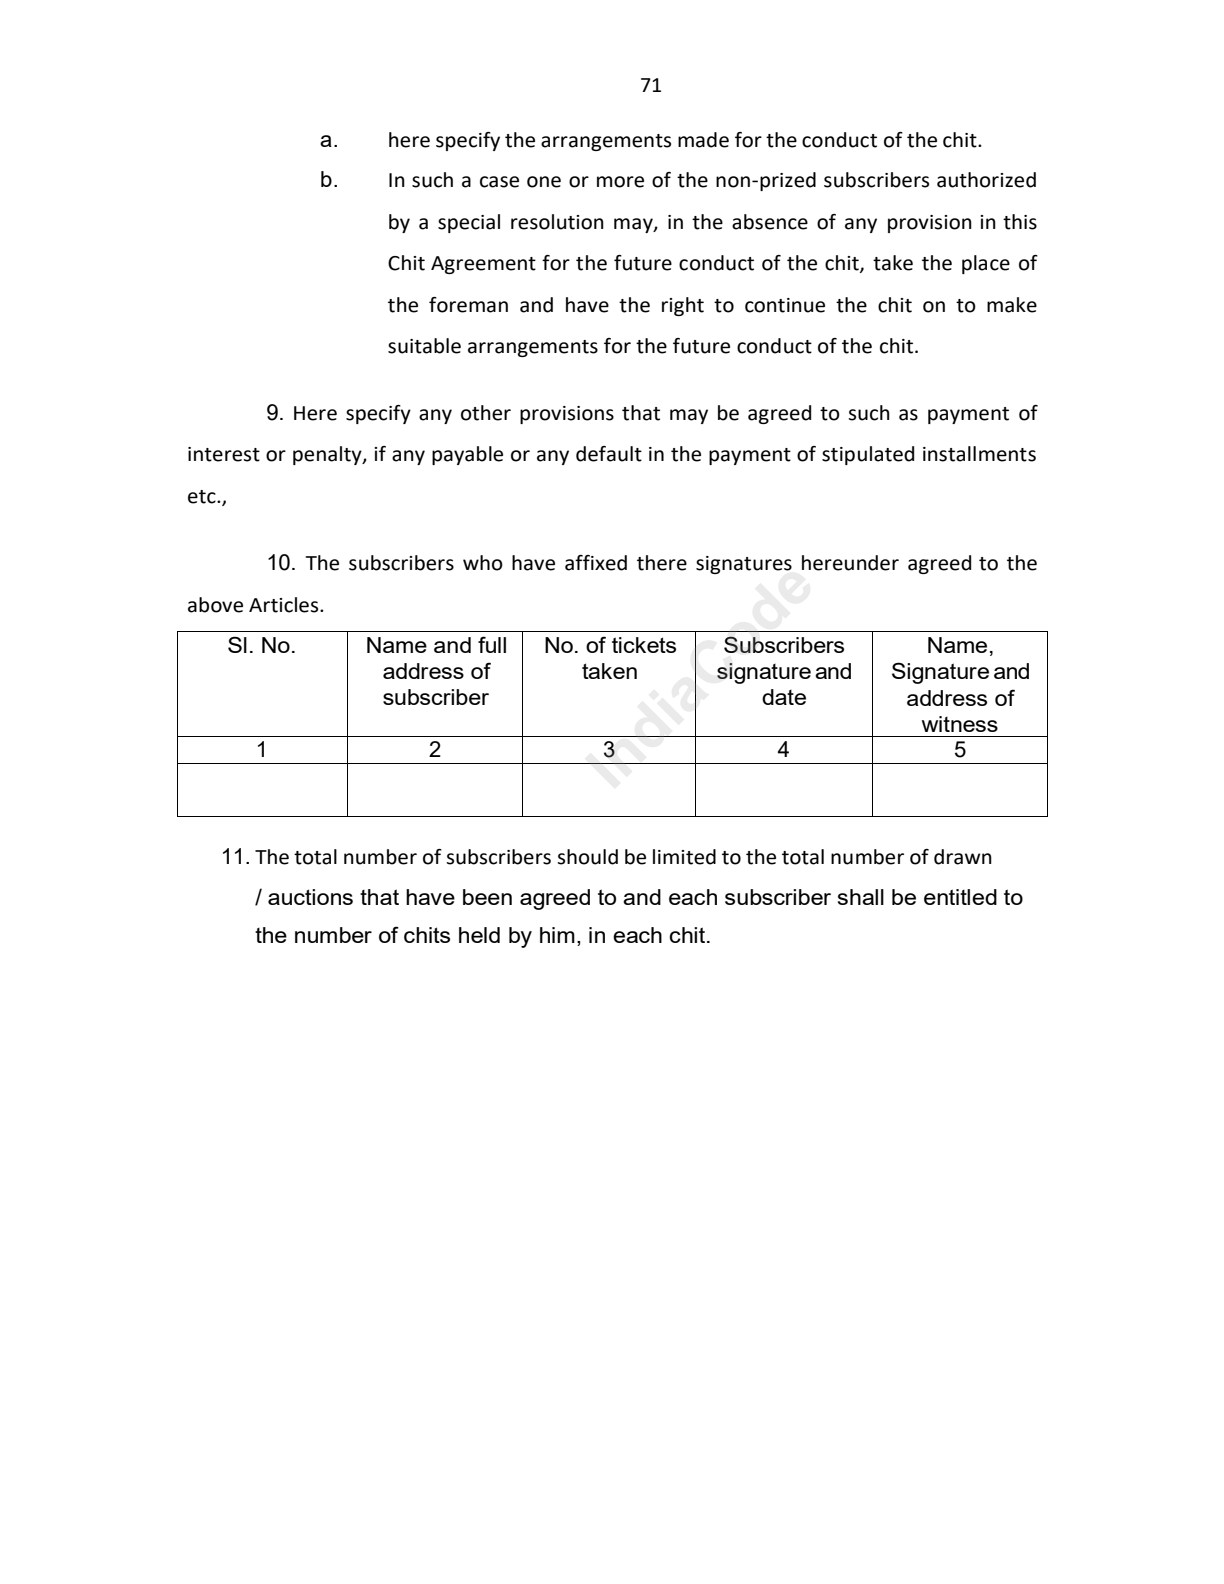 71
a. here specify the arrangements made for the conduct of the chit.
b. In such a case one or more of the non-prized subscribers authorized
by a special resolution may, in the absence of any provision in this
Chit Agreement for the future conduct of the chit, take the place of
the foreman and have the right to continue the chit on to make
suitable arrangements for the future conduct of the chit.
9. Here specify any other provisions that may be agreed to such as payment of
interest or penalty, if any payable or any default in the payment of stipulated installments
etc.,
10. The subscribers who have affixed there signatures hereunder agreed to the
above Articles.
Sl. No. Name and full No. of tickets Subscribers Name,
address of taken signature and Signature and
subscriber date address of
witness
1 2 3 4 5
11. The total number of subscribers should be limited to the total number of drawn
/ auctions that have been agreed to and each subscriber shall be entitled to
the number of chits held by him, in each chit.
IndiaCode